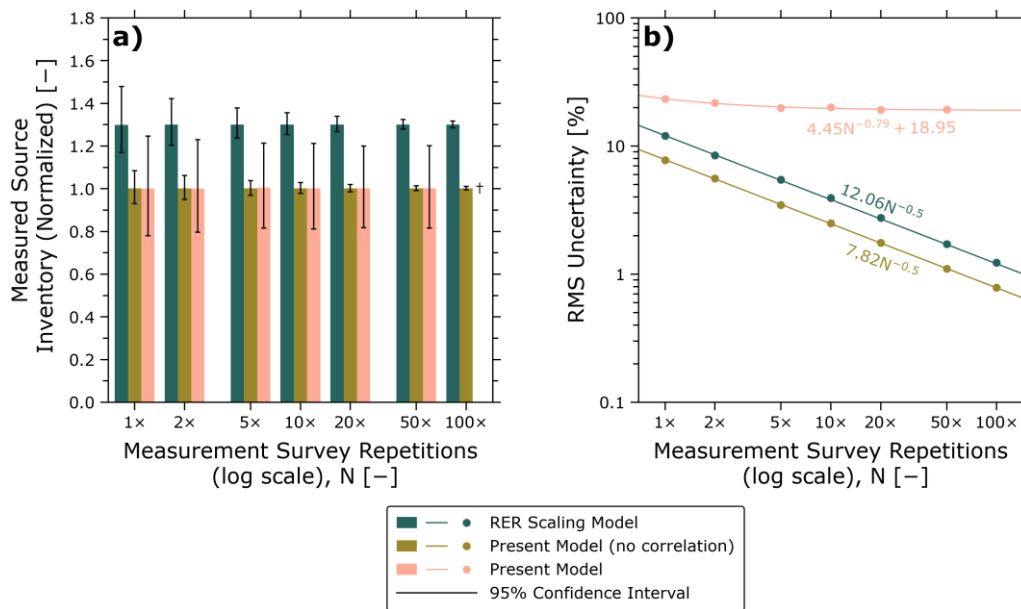 a)
Measured Source
Inventory (Normalized) [−]
1.8
1.6
1.4
1.2
1.0
0.8
0.6
0.4
0.2
0.0
†
1× 2× 5× 10× 20× 50× 100×
Measurement Survey Repetitions
(log scale), N [−]
b)
RMS Uncertainty [%]
100
10
1
0.1
4.45N⁻⁰·⁷⁹ + 18.95
12.06N⁻⁰·⁵
7.82N⁻⁰·⁵
1× 2× 5× 10× 20× 50× 100×
Measurement Survey Repetitions
(log scale), N [−]
RER Scaling Model
Present Model (no correlation)
Present Model
95% Confidence Interval